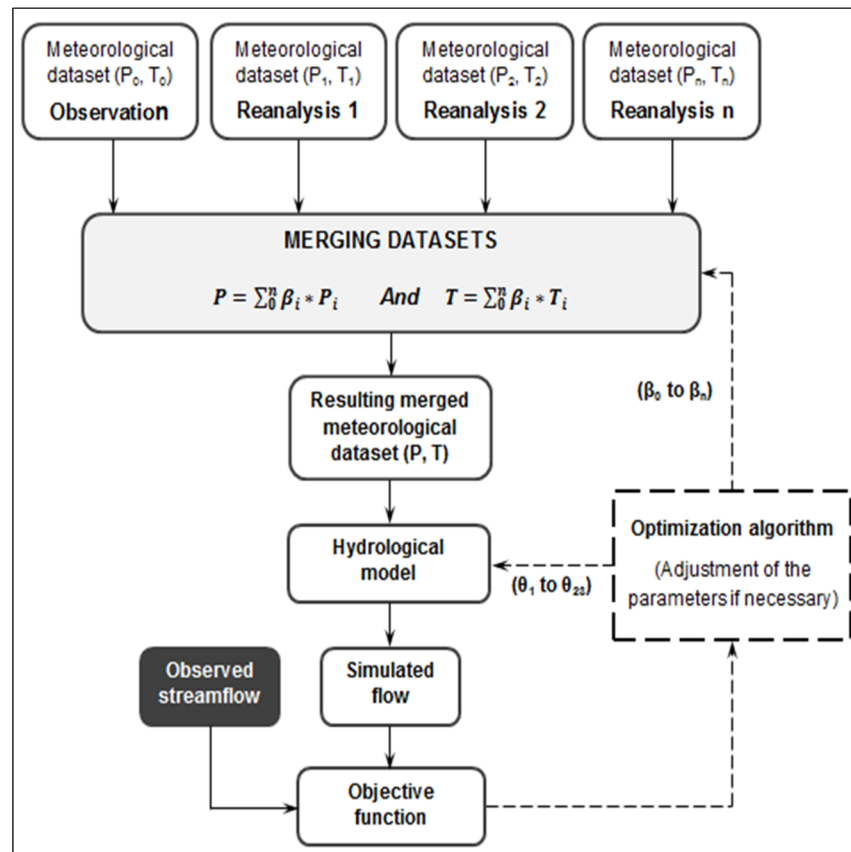 Meteorological
dataset (P₀, T₀)
Observation
Meteorological
dataset (P₁, T₁)
Reanalysis 1
Meteorological
dataset (P₂, T₂)
Reanalysis 2
Meteorological
dataset (Pₙ, Tₙ)
Reanalysis n
MERGING DATASETS
P = ∑₀ⁿ βᵢ * Pᵢ And T = ∑₀ⁿ βᵢ * Tᵢ
Resulting merged
meteorological
dataset (P, T)
(β₀ to βₙ)
Optimization algorithm
(Adjustment of the
parameters if necessary)
Hydrological
model
(θ₁ to θ₂₃)
Observed
streamflow
Simulated
flow
Objective
function